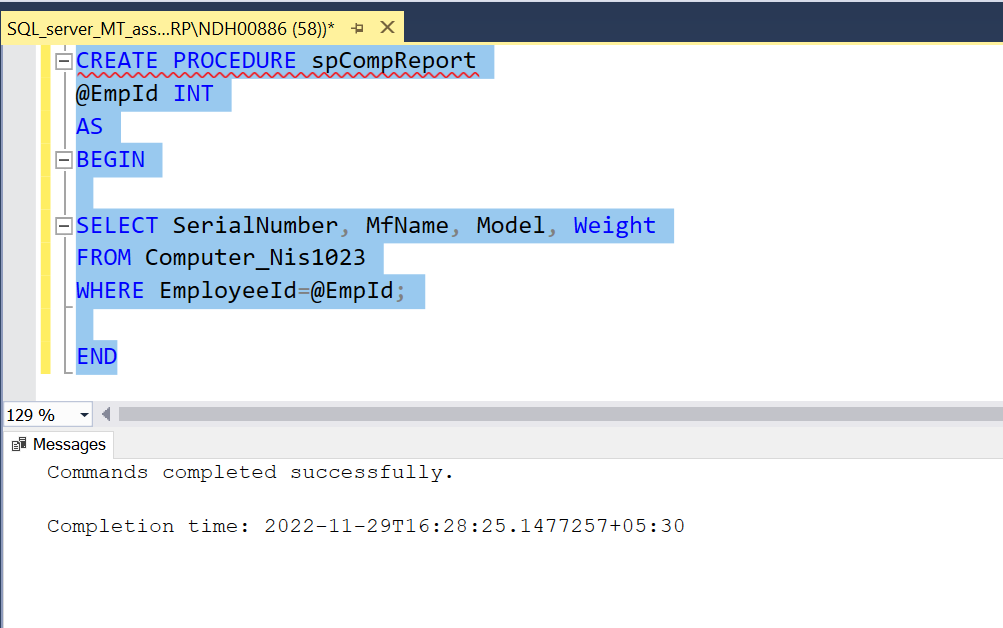 SQL_server_MT_ass...RP\NDH00886 (58))*
CREATE PROCEDURE spCompReport
@EmpId INT
AS
BEGIN
SELECT SerialNumber, MfName, Model, Weight
FROM Computer_Nis1023
WHERE EmployeeId=@EmpId;
END
129 %
Messages
Commands completed successfully.
Completion time: 2022-11-29T16:28:25.1477257+05:30